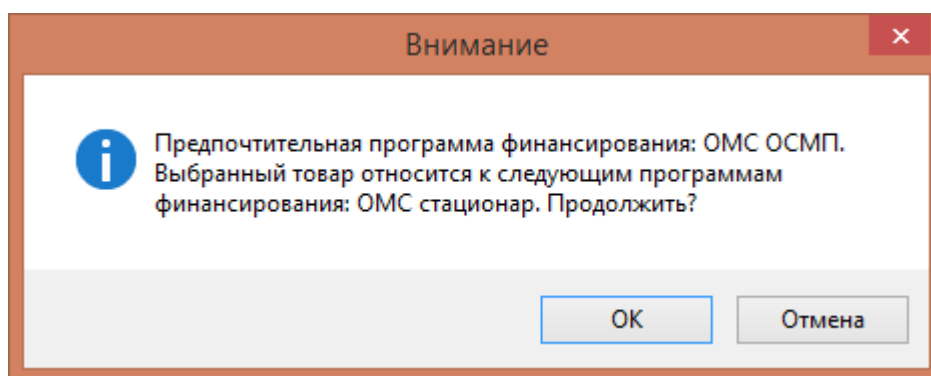 Внимание
Предпочтительная программа финансирования: ОМС ОСМП.
Выбранный товар относится к следующим программам
финансирования: ОМС стационар. Продолжить?
ОК
Отмена